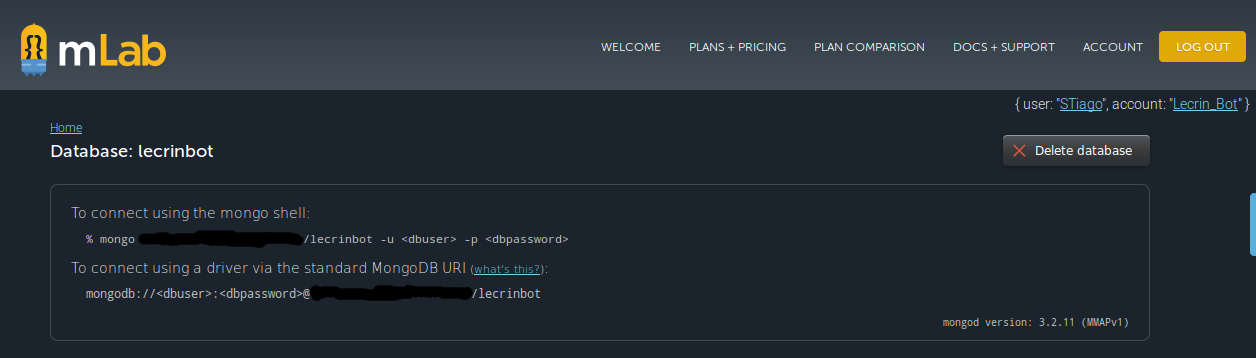 mLab
WELCOME PLANS + PRICING PLAN COMPARISON DOCS + SUPPORT ACCOUNT LOG OUT
{ user: "STiago", account: "Lecrin_Bot" }
Home
Database: lecrinbot
Delete database
To connect using the mongo shell:
% mongo /lecrinbot -u <dbuser> -p <dbpassword>
To connect using a driver via the standard MongoDB URI (what's this?):
mongodb://<dbuser>:<dbpassword>@ /lecrinbot
mongod version: 3.2.11 (MMAPv1)